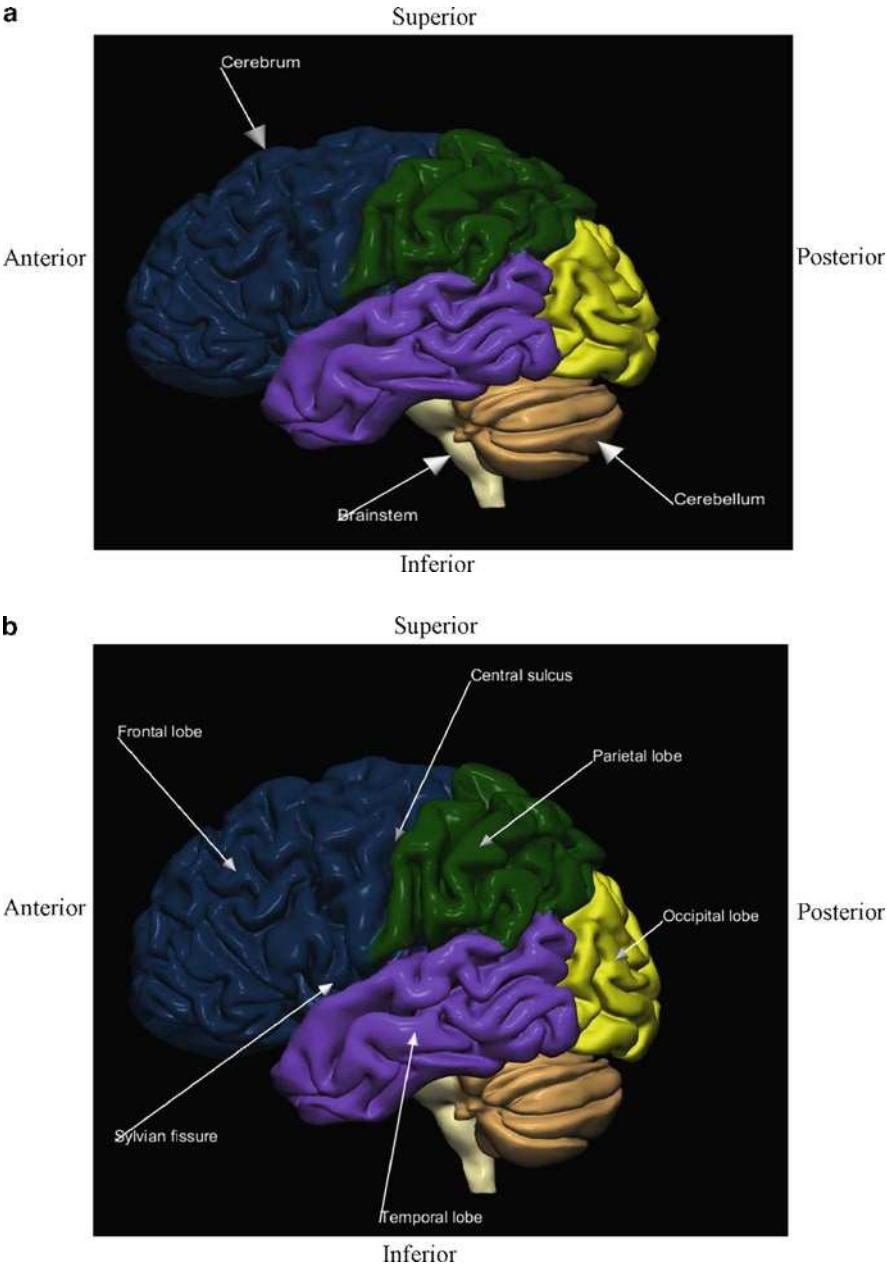 a
Superior
Cerebrum
Anterior
Posterior
Cerebellum
Brainstem
Inferior
b
Superior
Central sulcus
Frontal lobe
Parietal lobe
Anterior
Posterior
Occipital lobe
Sylvian fissure
Temporal lobe
Inferior